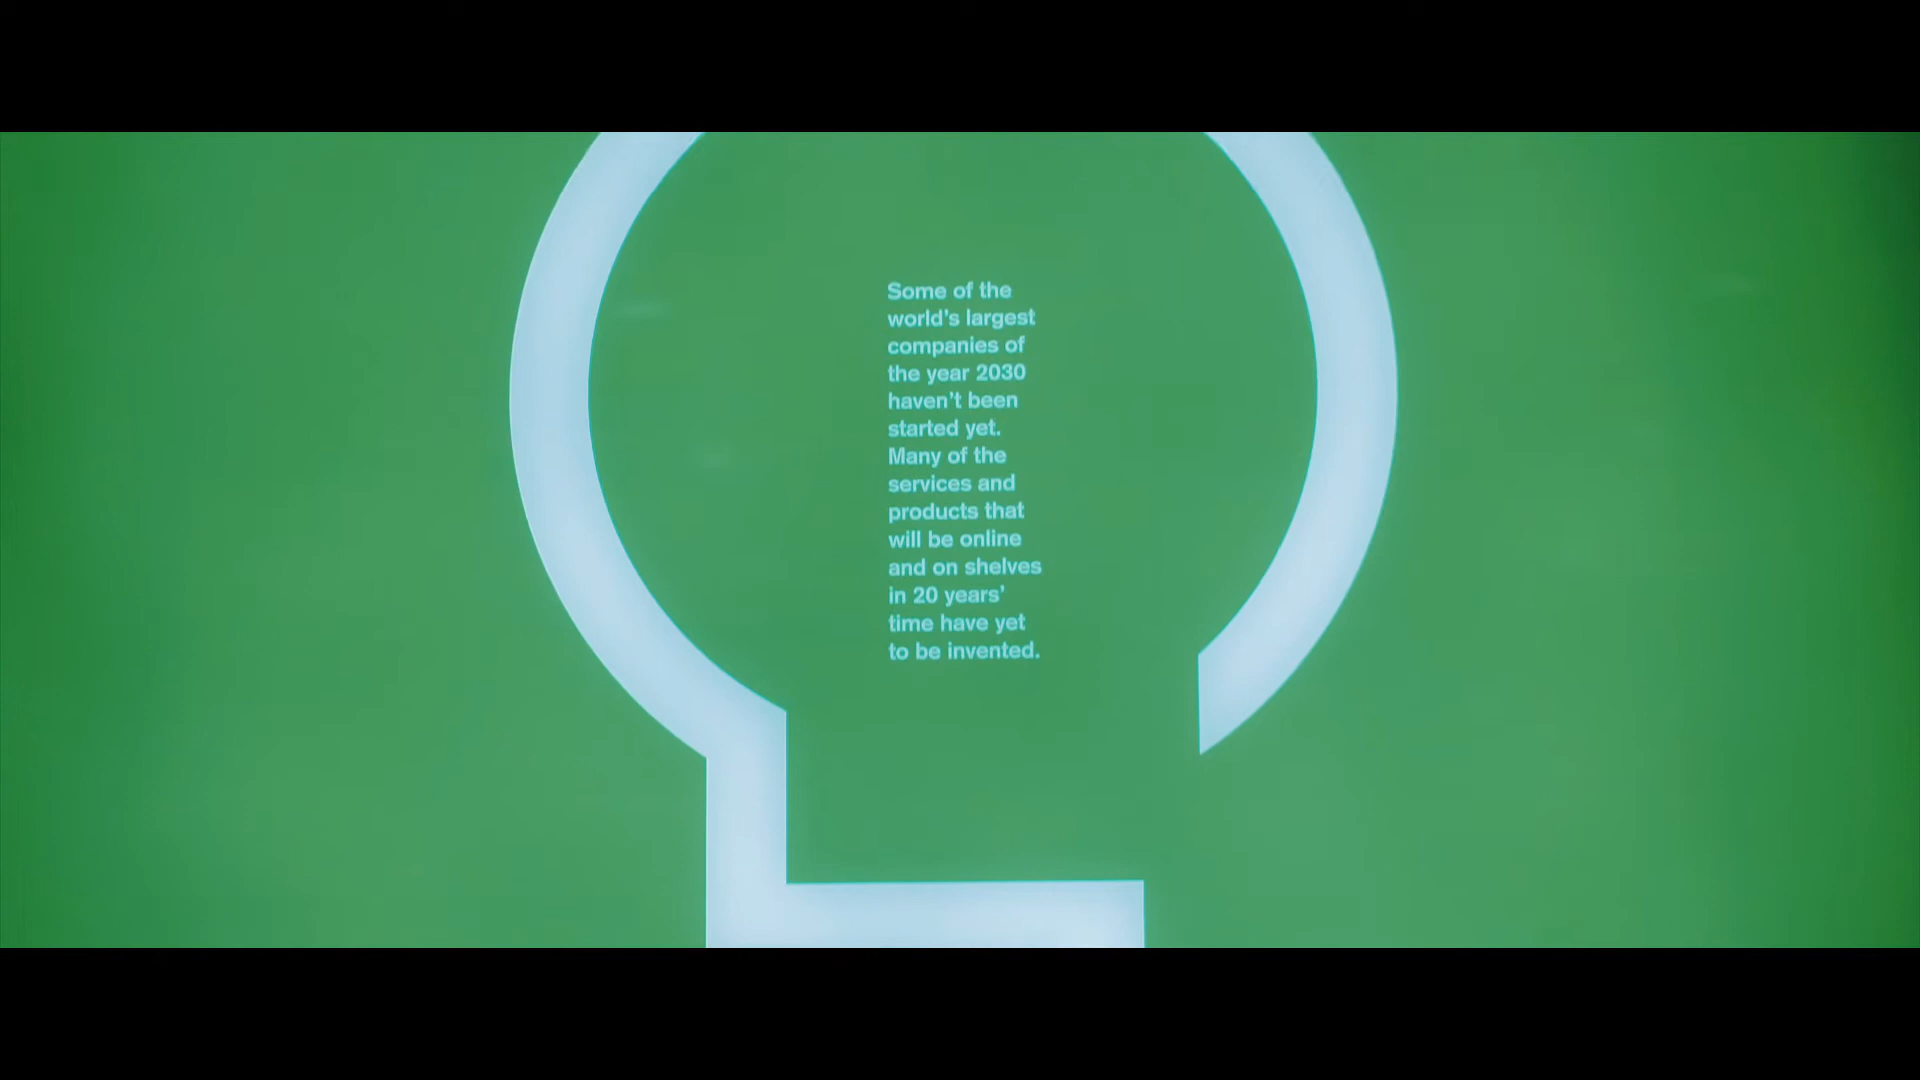 Some of the
world's largest
companies of
the year 2030
haven't been
started yet.
Many of the
services and
products that
will be online
and on shelves
in 20 years'
time have yet
to be invented.